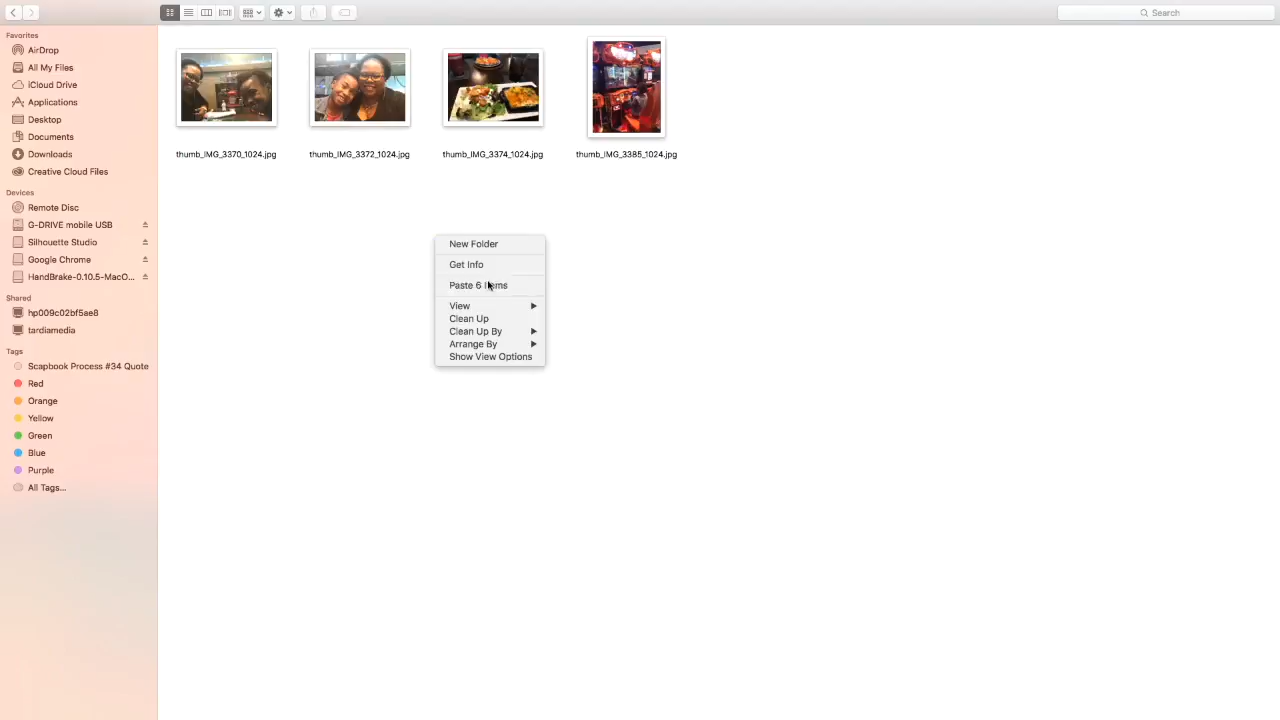 Search
Favorites
AirDrop
All My Files
iCloud Drive
Applications
Desktop
Documents
Downloads
Creative Cloud Files
Devices
Remote Disc
G-DRIVE mobile USB
Silhouette Studio
Google Chrome
HandBrake-0.10.5-MacO...
Shared
hp009c02bf5ae8
tardiamedia
Tags
Scapbook Process #34 Quote
Red
Orange
Yellow
Green
Blue
Purple
All Tags...
thumb_IMG_3370_1024.jpg
thumb_IMG_3372_1024.jpg
thumb_IMG_3374_1024.jpg
thumb_IMG_3385_1024.jpg
New Folder
Get Info
Paste 6 Items
View
Clean Up
Clean Up By
Arrange By
Show View Options